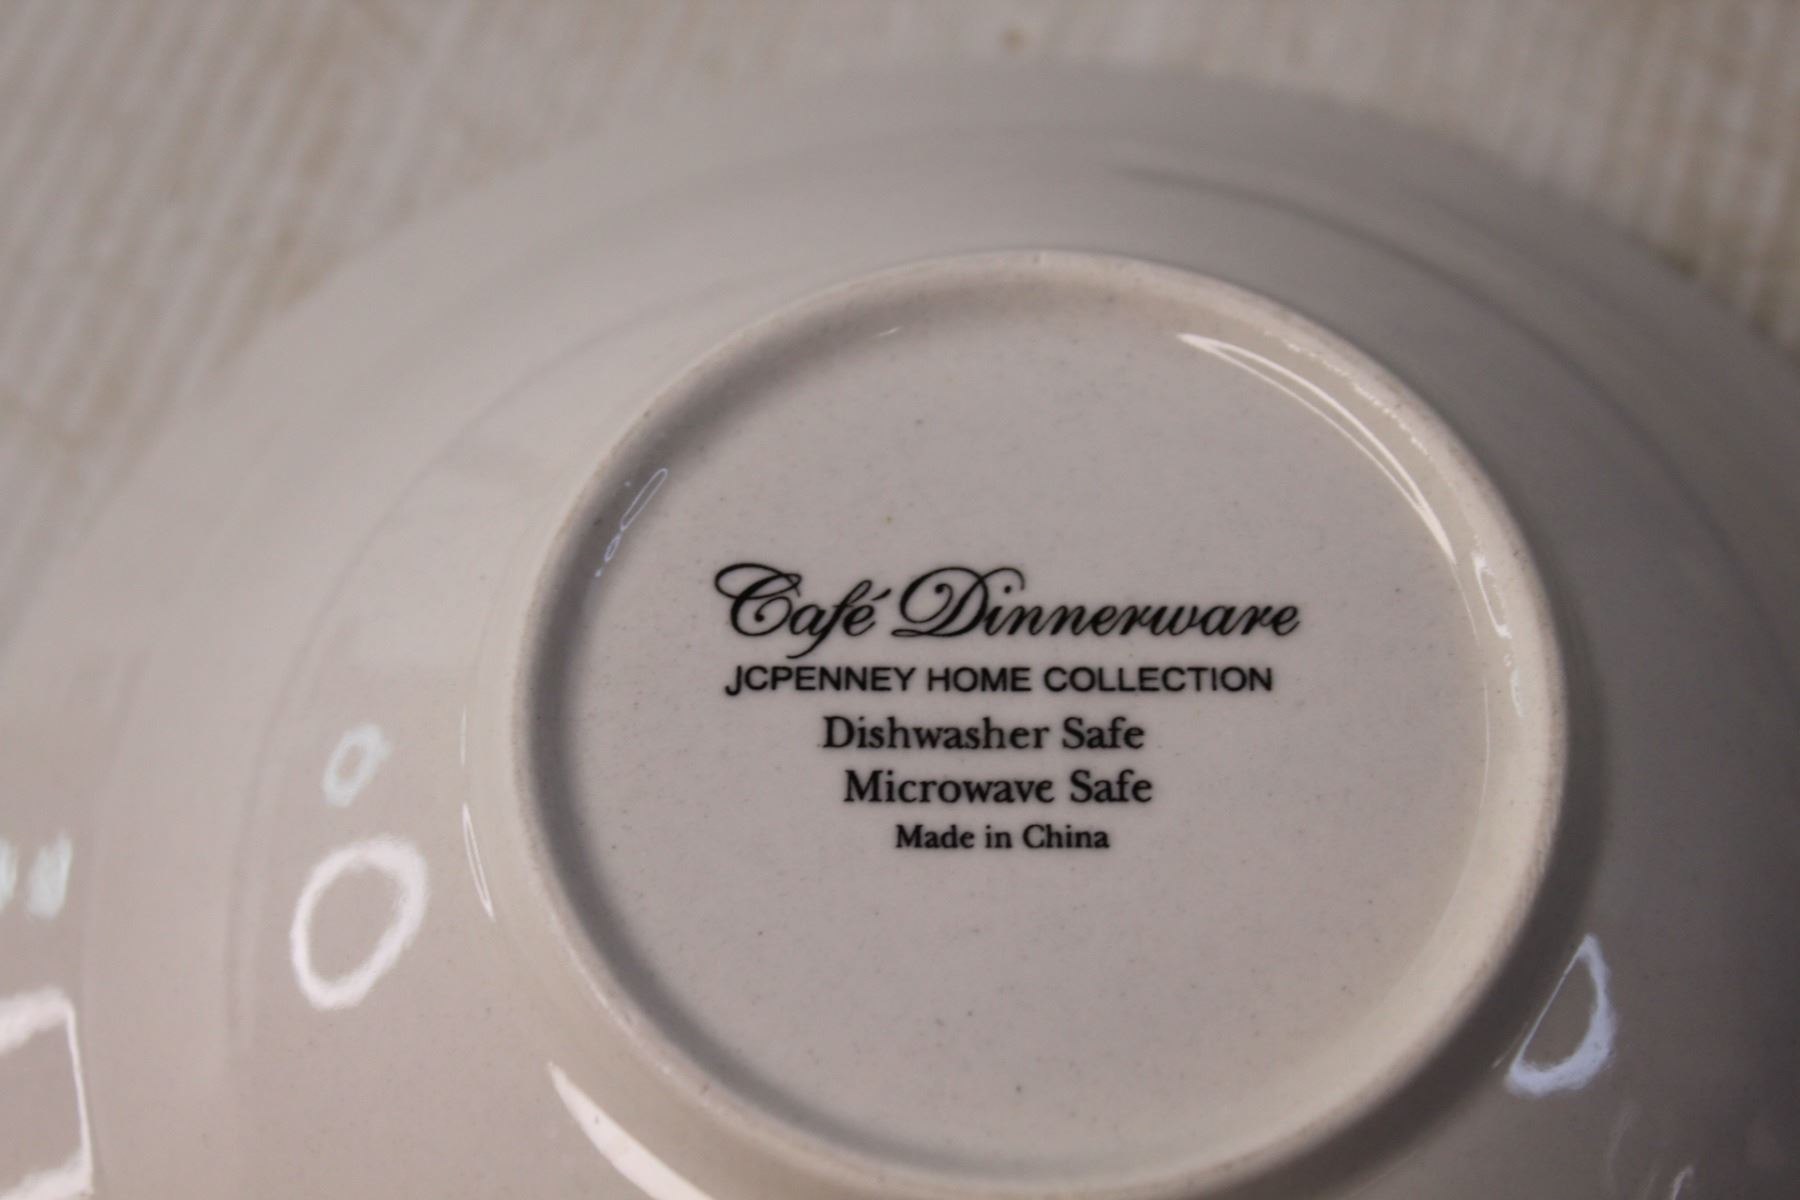 Café Dinnerware
JCPENNEY HOME COLLECTION
Dishwasher Safe
Microwave Safe
Made in China